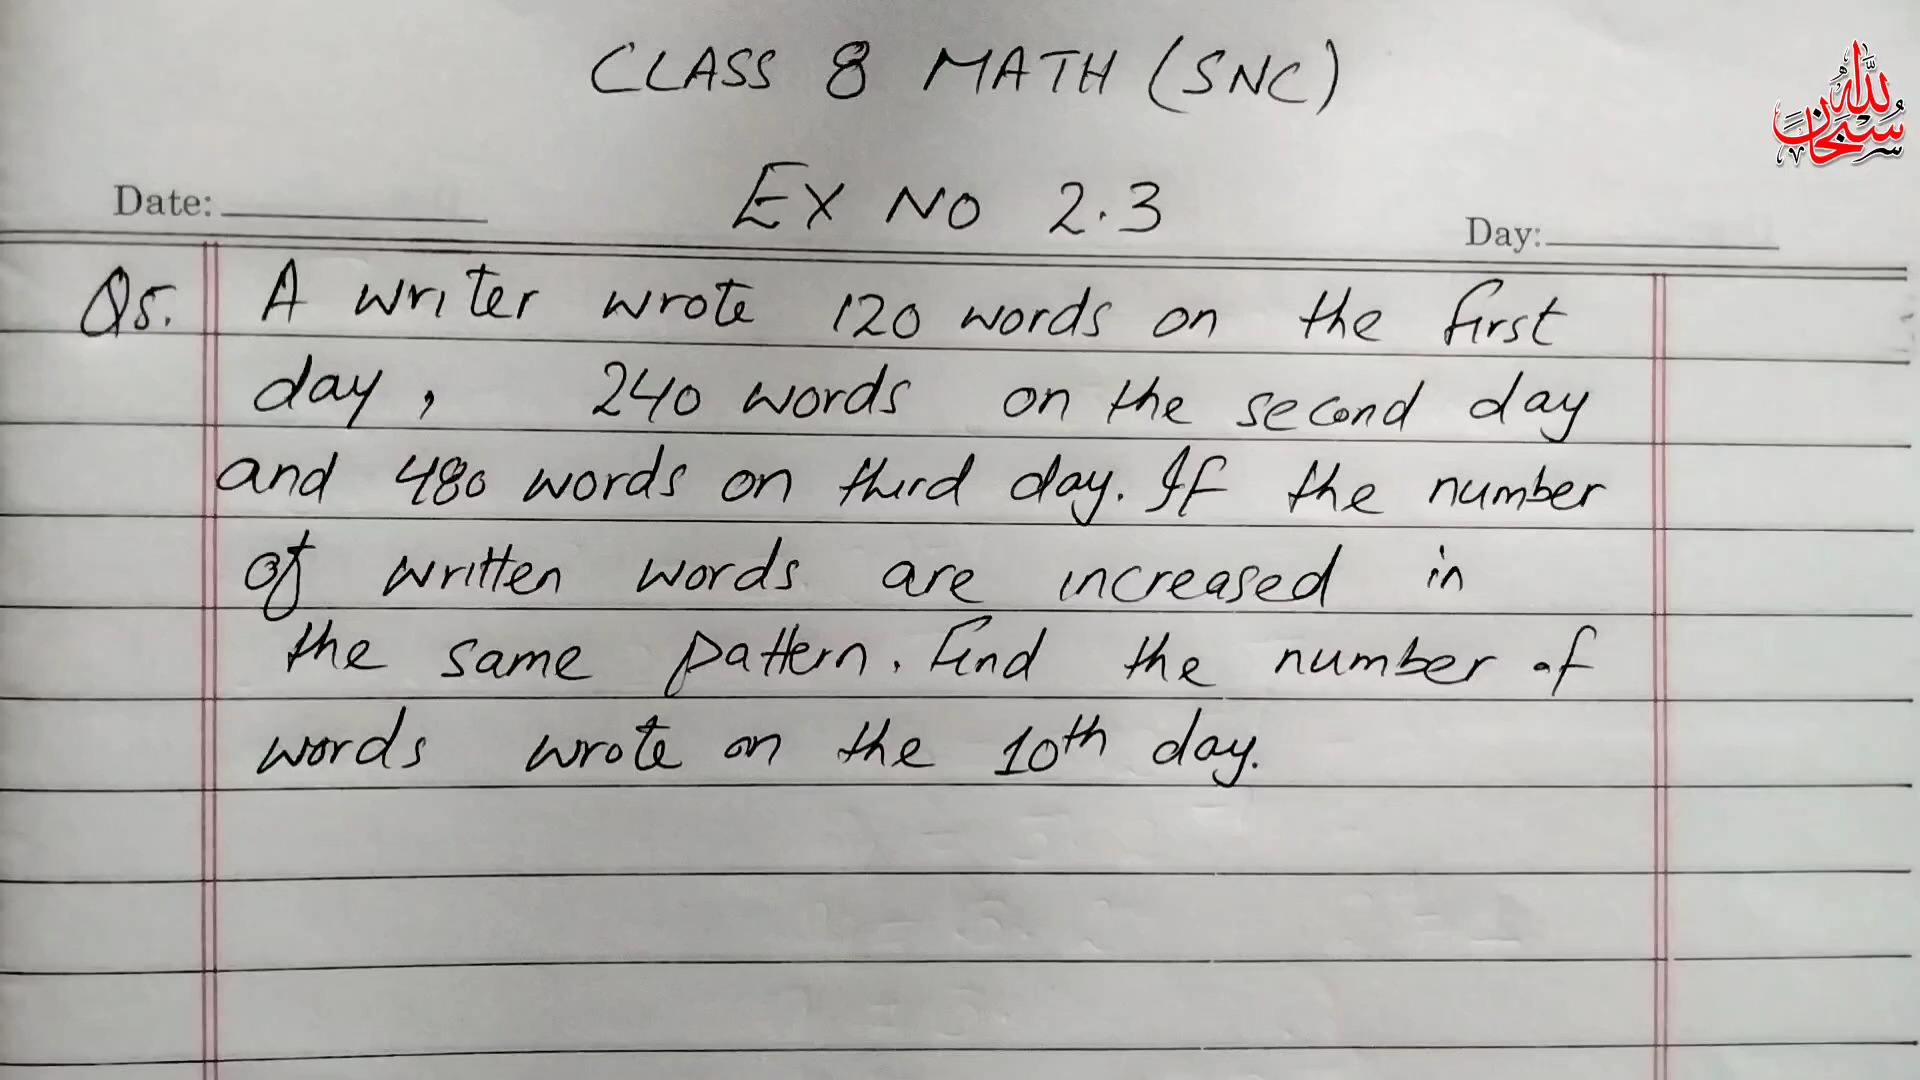 CLASS 8 MATH (SNC)
سبحان الله
EX NO 2.3
Date:
Day:
Q5. A writer wrote 120 words on the first
day, 240 words on the second day
and 480 words on third day. If the number
of written words are increased in
the same pattern. Find the number of
words wrote on the 10th day.